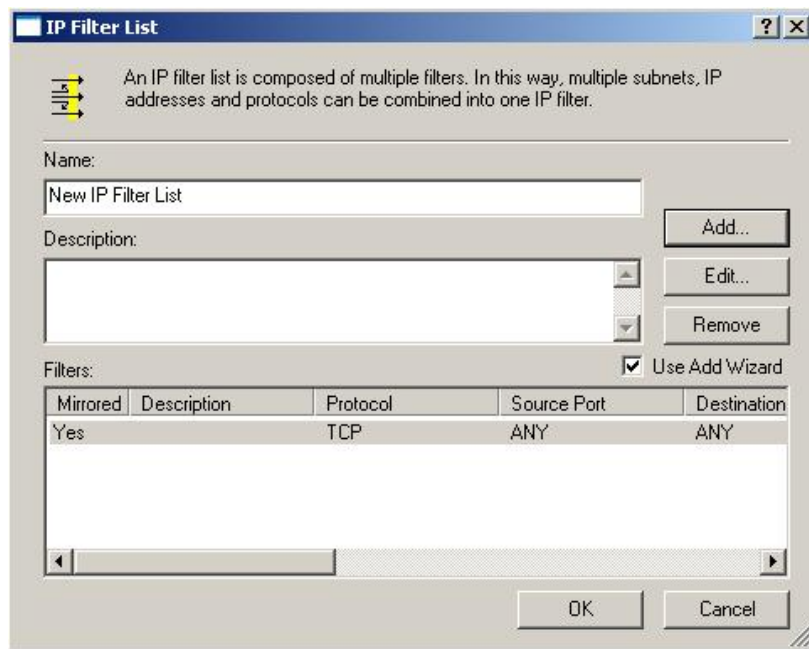 IP Filter List
An IP filter list is composed of multiple filters. In this way, multiple subnets, IP
addresses and protocols can be combined into one IP filter.
Name:
New IP Filter List
Add...
Description:
Edit...
Remove
Filters:
Use Add Wizard
Mirrored Description Protocol Source Port Destination
Yes TCP ANY ANY
OK Cancel